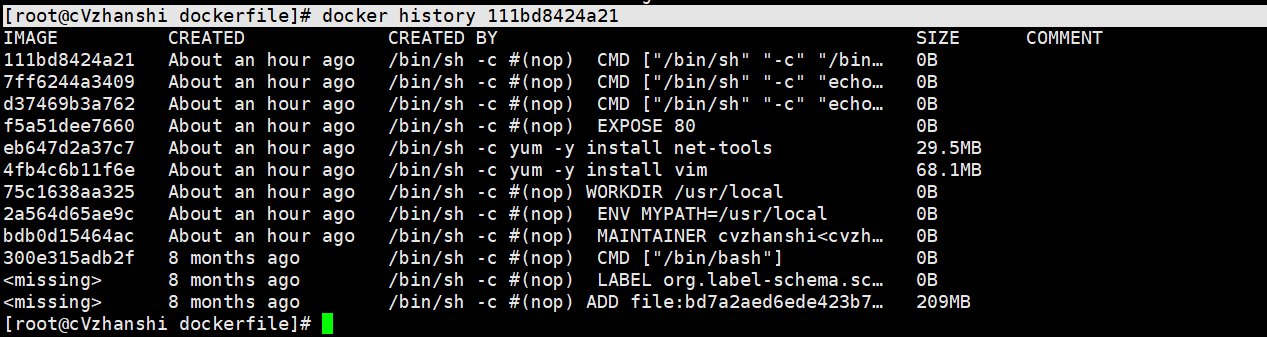 [root@cVzhanshi dockerfile]# docker history 111bd8424a21
IMAGE CREATED CREATED BY SIZE COMMENT
111bd8424a21 About an hour ago /bin/sh -c #(nop) CMD ["/bin/sh" "-c" "/bin… 0B
7ff6244a3409 About an hour ago /bin/sh -c #(nop) CMD ["/bin/sh" "-c" "echo… 0B
d37469b3a762 About an hour ago /bin/sh -c #(nop) CMD ["/bin/sh" "-c" "echo… 0B
f5a51dee7660 About an hour ago /bin/sh -c #(nop) EXPOSE 80 0B
eb647d2a37c7 About an hour ago /bin/sh -c yum -y install net-tools 29.5MB
4fb4c6b11f6e About an hour ago /bin/sh -c yum -y install vim 68.1MB
75c1638aa325 About an hour ago /bin/sh -c #(nop) WORKDIR /usr/local 0B
2a564d65ae9c About an hour ago /bin/sh -c #(nop) ENV MYPATH=/usr/local 0B
bdb0d15464ac About an hour ago /bin/sh -c #(nop) MAINTAINER cvzhanshi<cvzh… 0B
300e315adb2f 8 months ago /bin/sh -c #(nop) CMD ["/bin/bash"] 0B
<missing> 8 months ago /bin/sh -c #(nop) LABEL org.label-schema.sc… 0B
<missing> 8 months ago /bin/sh -c #(nop) ADD file:bd7a2aed6ede423b7… 209MB
[root@cVzhanshi dockerfile]#